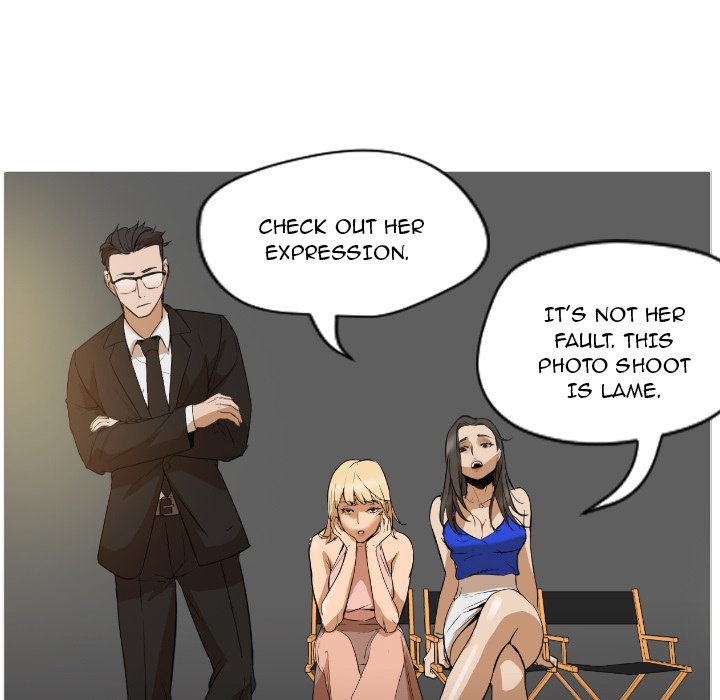 CHECK OUT HER
EXPRESSION.
IT'S NOT HER
FAULT. THIS
PHOTO SHOOT
IS LAME.